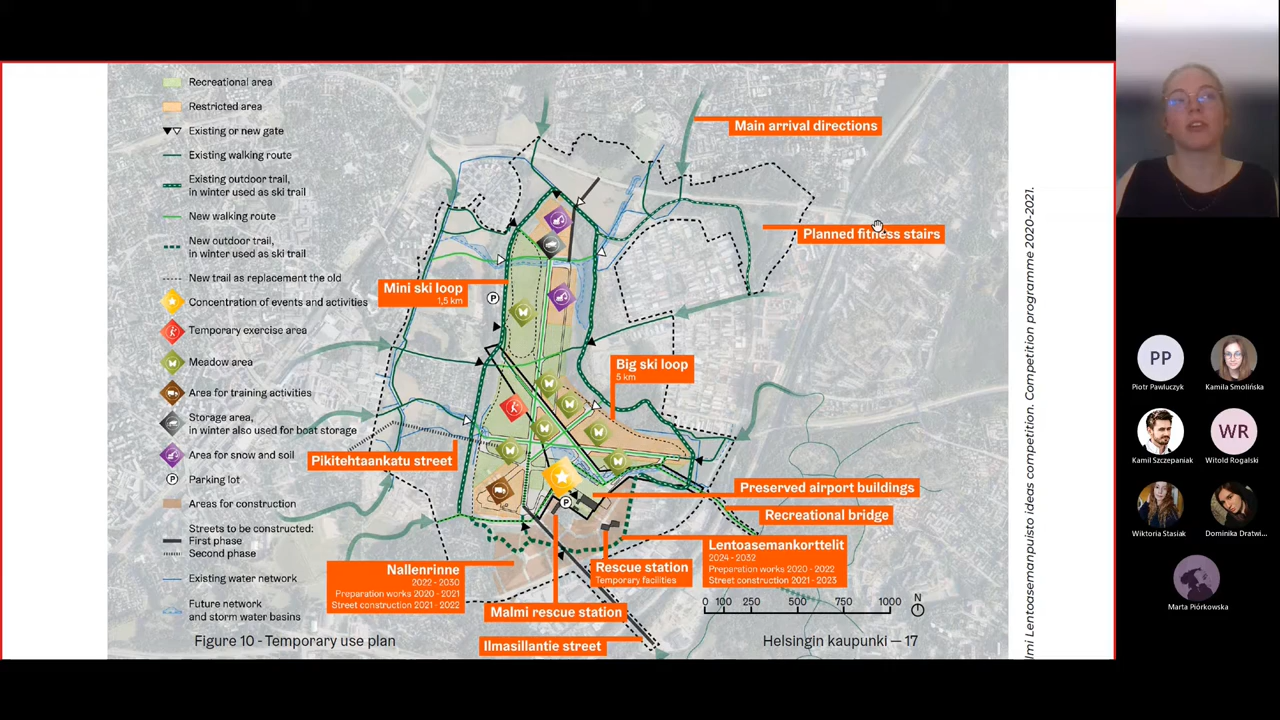 Recreational area
Restricted area
Existing or new gate
Existing walking route
Existing outdoor trail,
in winter used as ski trail
New walking route
New outdoor trail,
in winter used as ski trail
New trail as replacement the old
Concentration of events and activities
Temporary exercise area
Meadow area
Area for training activities
Storage area,
in winter also used for boat storage
Area for snow and soil
P Parking lot
Areas for construction
Streets to be constructed:
First phase
Second phase
Existing water network
Future network
and storm water basins
Main arrival directions
Planned fitness stairs
Mini ski loop
1,5 km
P
Big ski loop
5 km
Pikitehtaankatu street
Preserved airport buildings
P
Recreational bridge
Lentoasemankorttelit
2024 - 2032
Preparation works 2020 - 2022
Street construction 2021 - 2023
Rescue station
Temporary facilities
Nallenrinne
2022 - 2030
Preparation works 2020 - 2021
Street construction 2021 - 2022
Malmi rescue station
Ilmasillantie street
0 100 250 500 750 1000 N
Figure 10 - Temporary use plan
Helsingin kaupunki — 17
lmi Lentoasemanpuisto ideas competition. Competition programme 2020-2021.
PP
Piotr Pawluczyk
Kamila Smolińska
Kamil Szczepaniak
WR
Witold Rogalski
Wiktoria Stasiak
Dominika Dratwi...
Marta Piórkowska